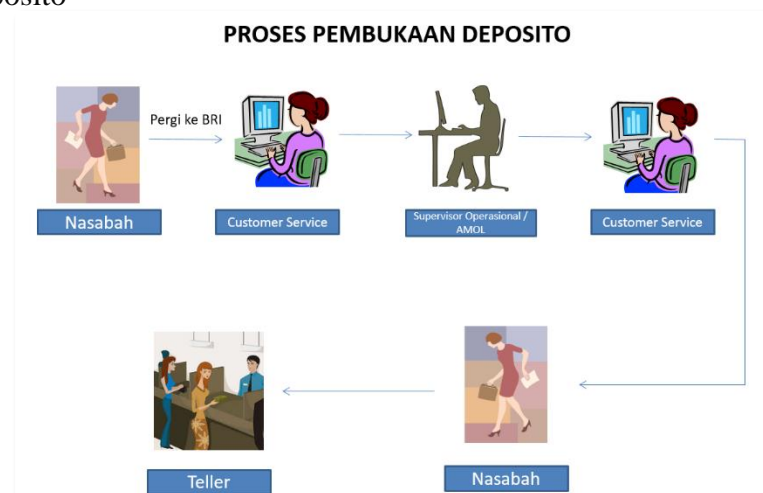 PROSES PEMBUKAAN DEPOSITO
Pergi ke BRI
Nasabah
Customer Service
Supervisor Operasional /
AMOL
Customer Service
Teller
Nasabah